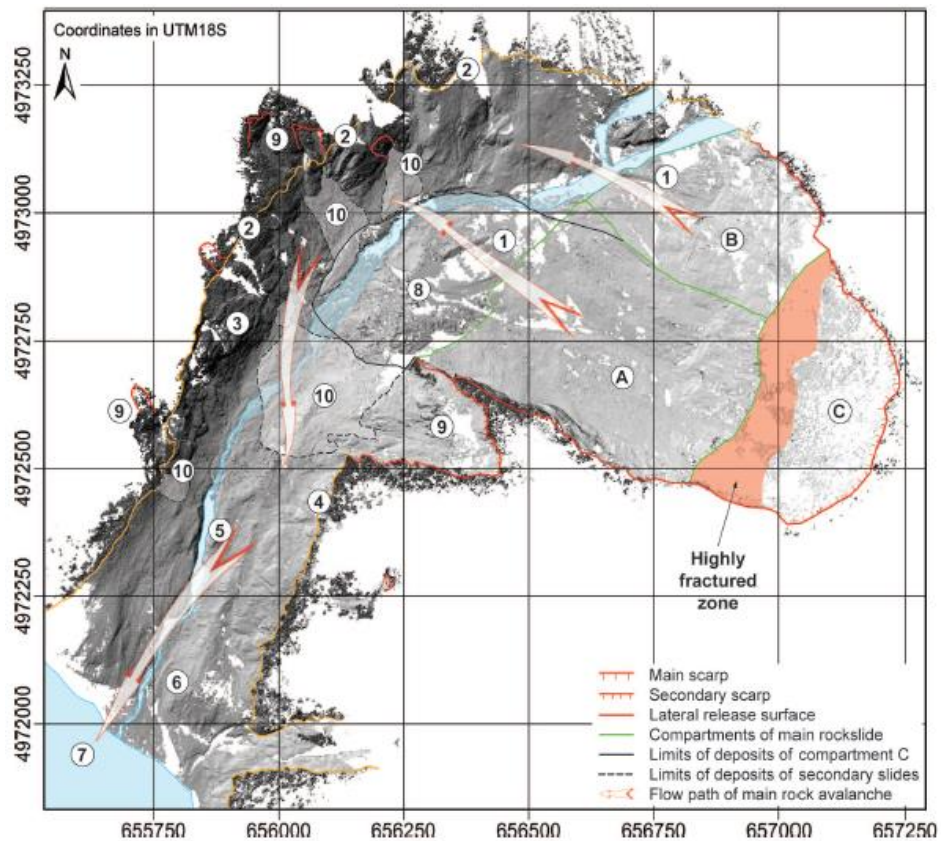 Coordinates in UTM18S
N
4973250
4973000
4972750
4972500
4972250
4972000
2
2
9
10
1
2
10
1
B
8
3
A
10
C
9
9
10
4
5
Highly
fractured
zone
6
7
Main scarp
Secondary scarp
Lateral release surface
Compartments of main rockslide
Limits of deposits of compartment C
Limits of deposits of secondary slides
Flow path of main rock avalanche
655750
656000
656250
656500
656750
657000
657250